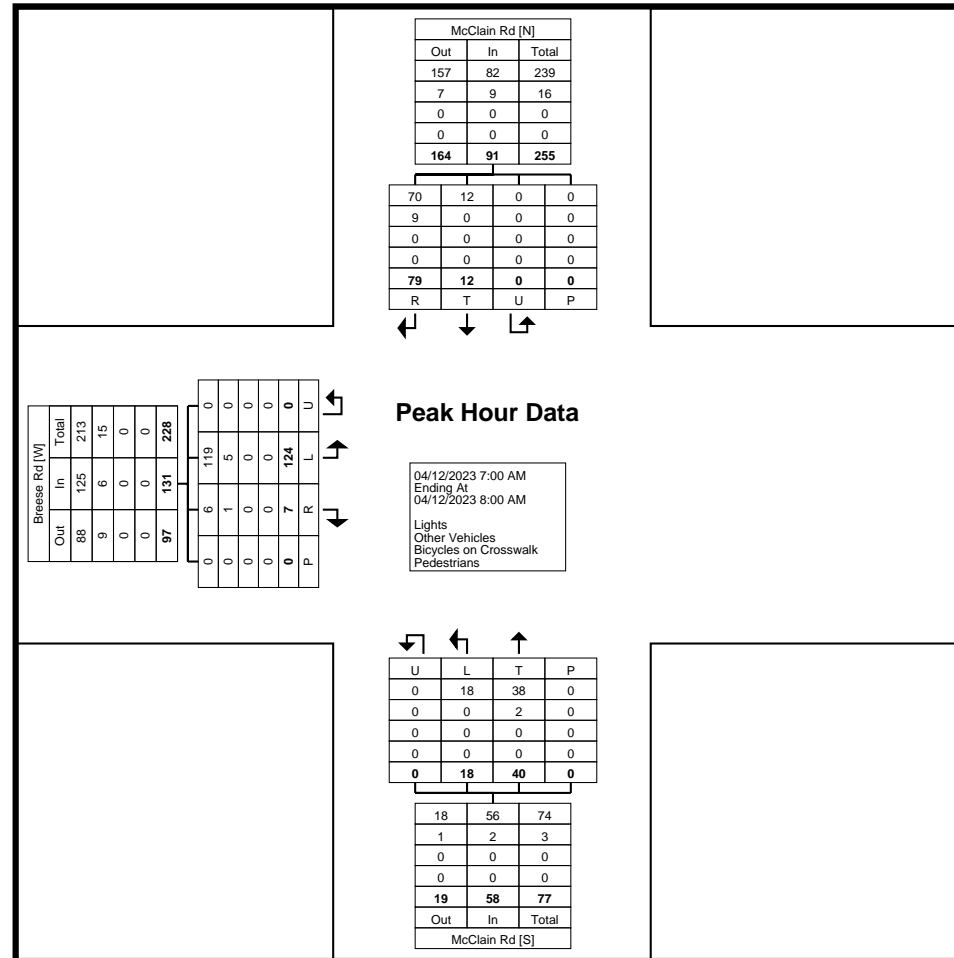 McClain Rd [N]
Out In Total
157 82 239
7 9 16
0 0 0
0 0 0
164 91 255
70 12 0 0
9 0 0 0
0 0 0 0
0 0 0 0
79 12 0 0
R T U P
Breese Rd [W]
Out In Total
88 125 213
9 6 15
0 0 0
0 0 0
97 131 228
0 6 119 0
0 1 5 0
0 0 0 0
0 0 0 0
0 7 124 0
P R L U
Peak Hour Data
04/12/2023 7:00 AM
Ending At
04/12/2023 8:00 AM
Lights
Other Vehicles
Bicycles on Crosswalk
Pedestrians
U L T P
0 18 38 0
0 0 2 0
0 0 0 0
0 0 0 0
0 18 40 0
18 56 74
1 2 3
0 0 0
0 0 0
19 58 77
Out In Total
McClain Rd [S]